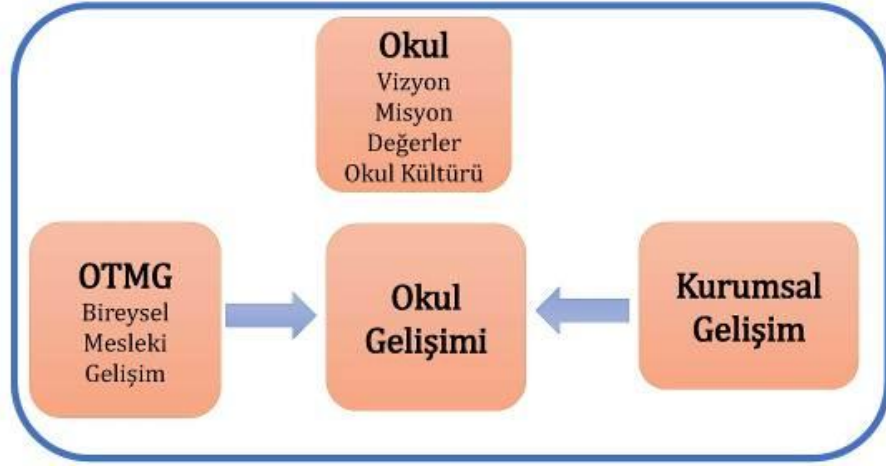 Okul
Vizyon
Misyon
Değerler
Okul Kültürü
OTMG
Bireysel
Mesleki
Gelişim
Okul
Gelişimi
Kurumsal
Gelişim